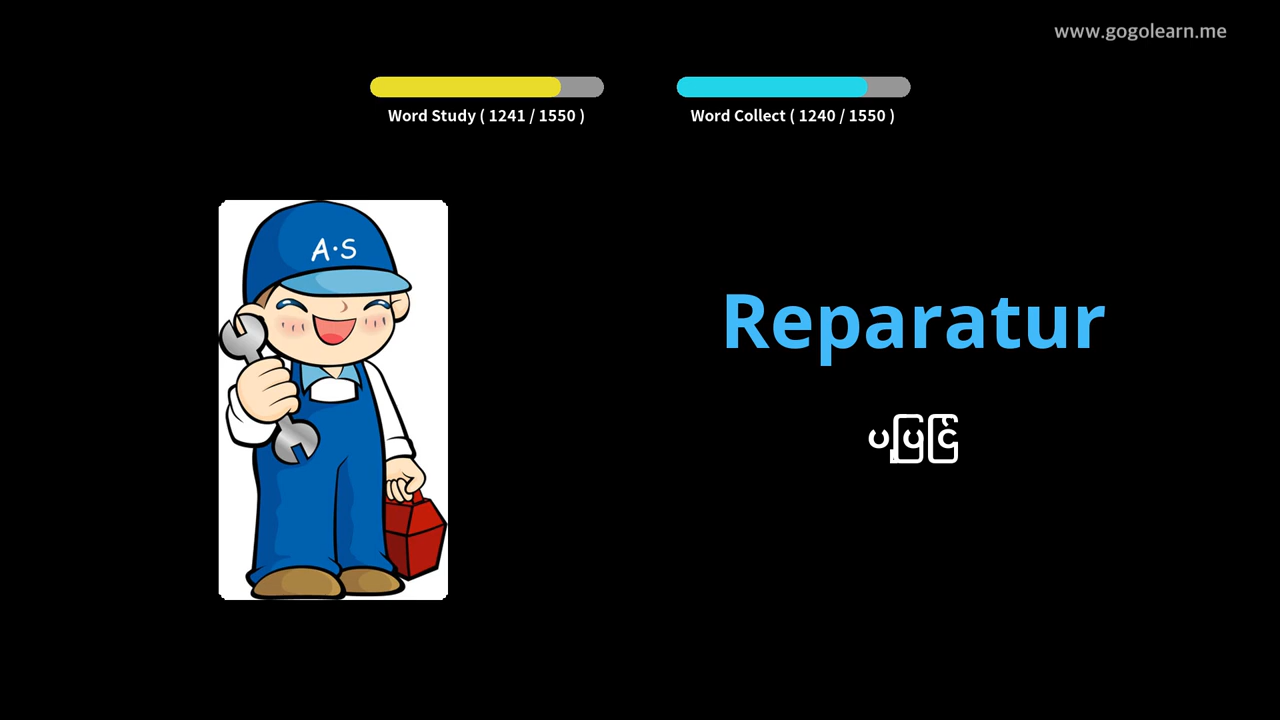 www.gogolearn.me
Word Study ( 1241 / 1550 )
Word Collect ( 1240 / 1550 )
A·S
Reparatur
ပြုပြင်